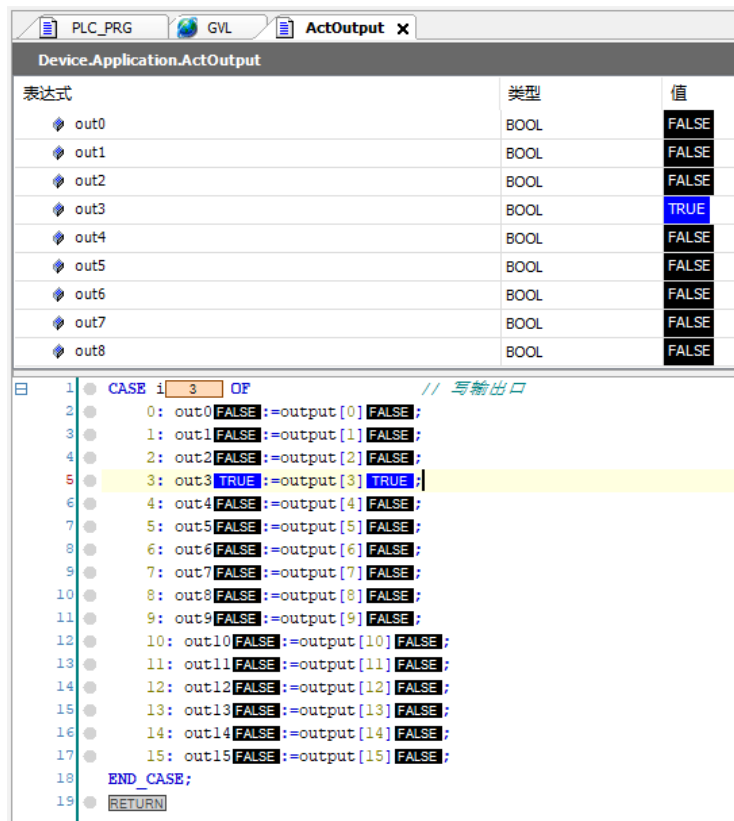 PLC_PRG GVL ActOutput
Device.Application.ActOutput
表达式 类型 值
out0 BOOL FALSE
out1 BOOL FALSE
out2 BOOL FALSE
out3 BOOL TRUE
out4 BOOL FALSE
out5 BOOL FALSE
out6 BOOL FALSE
out7 BOOL FALSE
out8 BOOL FALSE
1 CASE i 3 OF // 写输出口
2 0: out0 FALSE :=output[0] FALSE ;
3 1: out1 FALSE :=output[1] FALSE ;
4 2: out2 FALSE :=output[2] FALSE ;
5 3: out3 TRUE :=output[3] TRUE ;
6 4: out4 FALSE :=output[4] FALSE ;
7 5: out5 FALSE :=output[5] FALSE ;
8 6: out6 FALSE :=output[6] FALSE ;
9 7: out7 FALSE :=output[7] FALSE ;
10 8: out8 FALSE :=output[8] FALSE ;
11 9: out9 FALSE :=output[9] FALSE ;
12 10: out10 FALSE :=output[10] FALSE ;
13 11: out11 FALSE :=output[11] FALSE ;
14 12: out12 FALSE :=output[12] FALSE ;
15 13: out13 FALSE :=output[13] FALSE ;
16 14: out14 FALSE :=output[14] FALSE ;
17 15: out15 FALSE :=output[15] FALSE ;
18 END_CASE;
19 RETURN